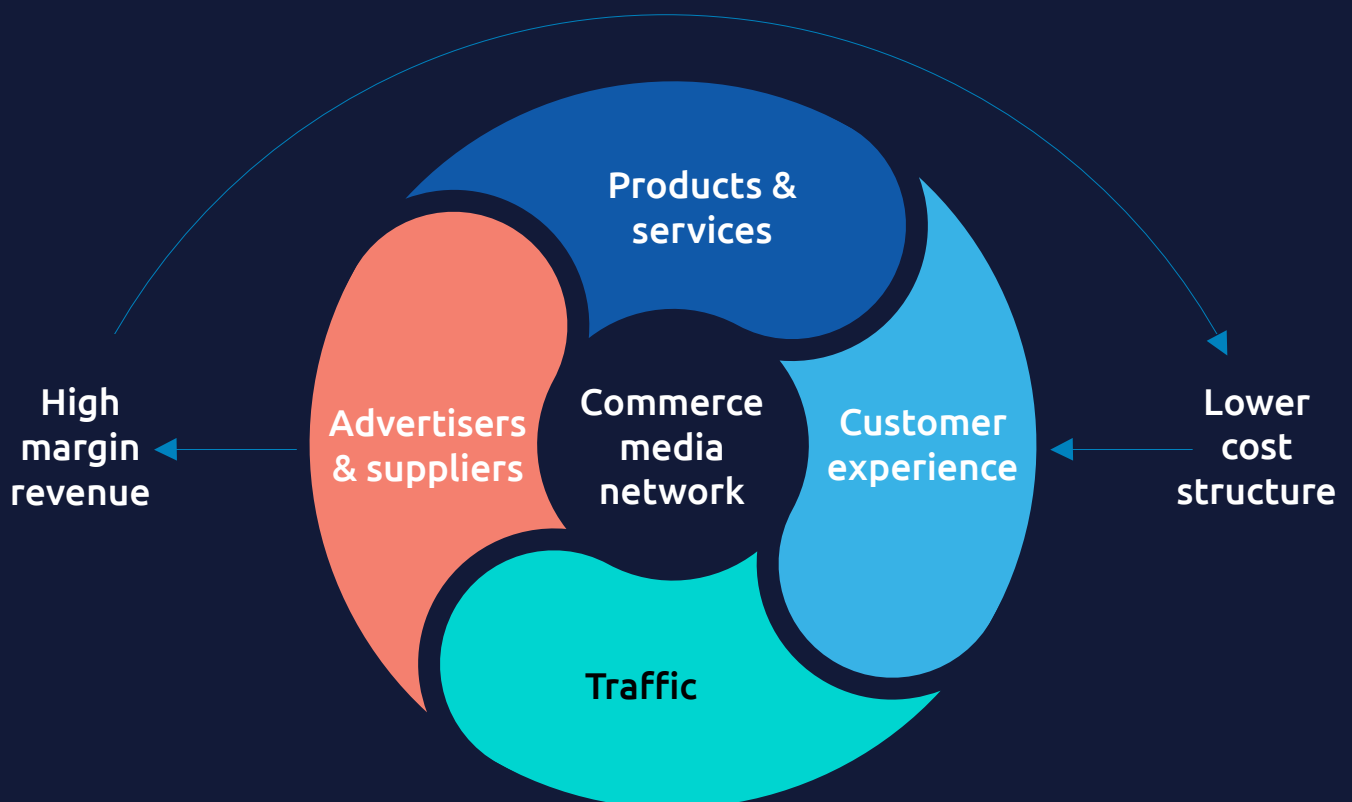 Products &
services
High
margin
revenue
Advertisers
& suppliers
Commerce
media
network
Customer
experience
Lower
cost
structure
Traffic